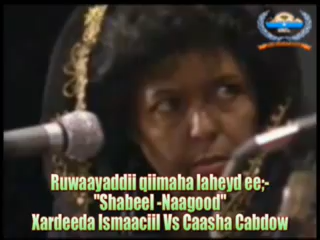 Ruwaayaddii qiimaha laheyd ee;-
"Shabeel -Naagood"
Xardeeda Ismaaciil Vs Caasha Cabdow